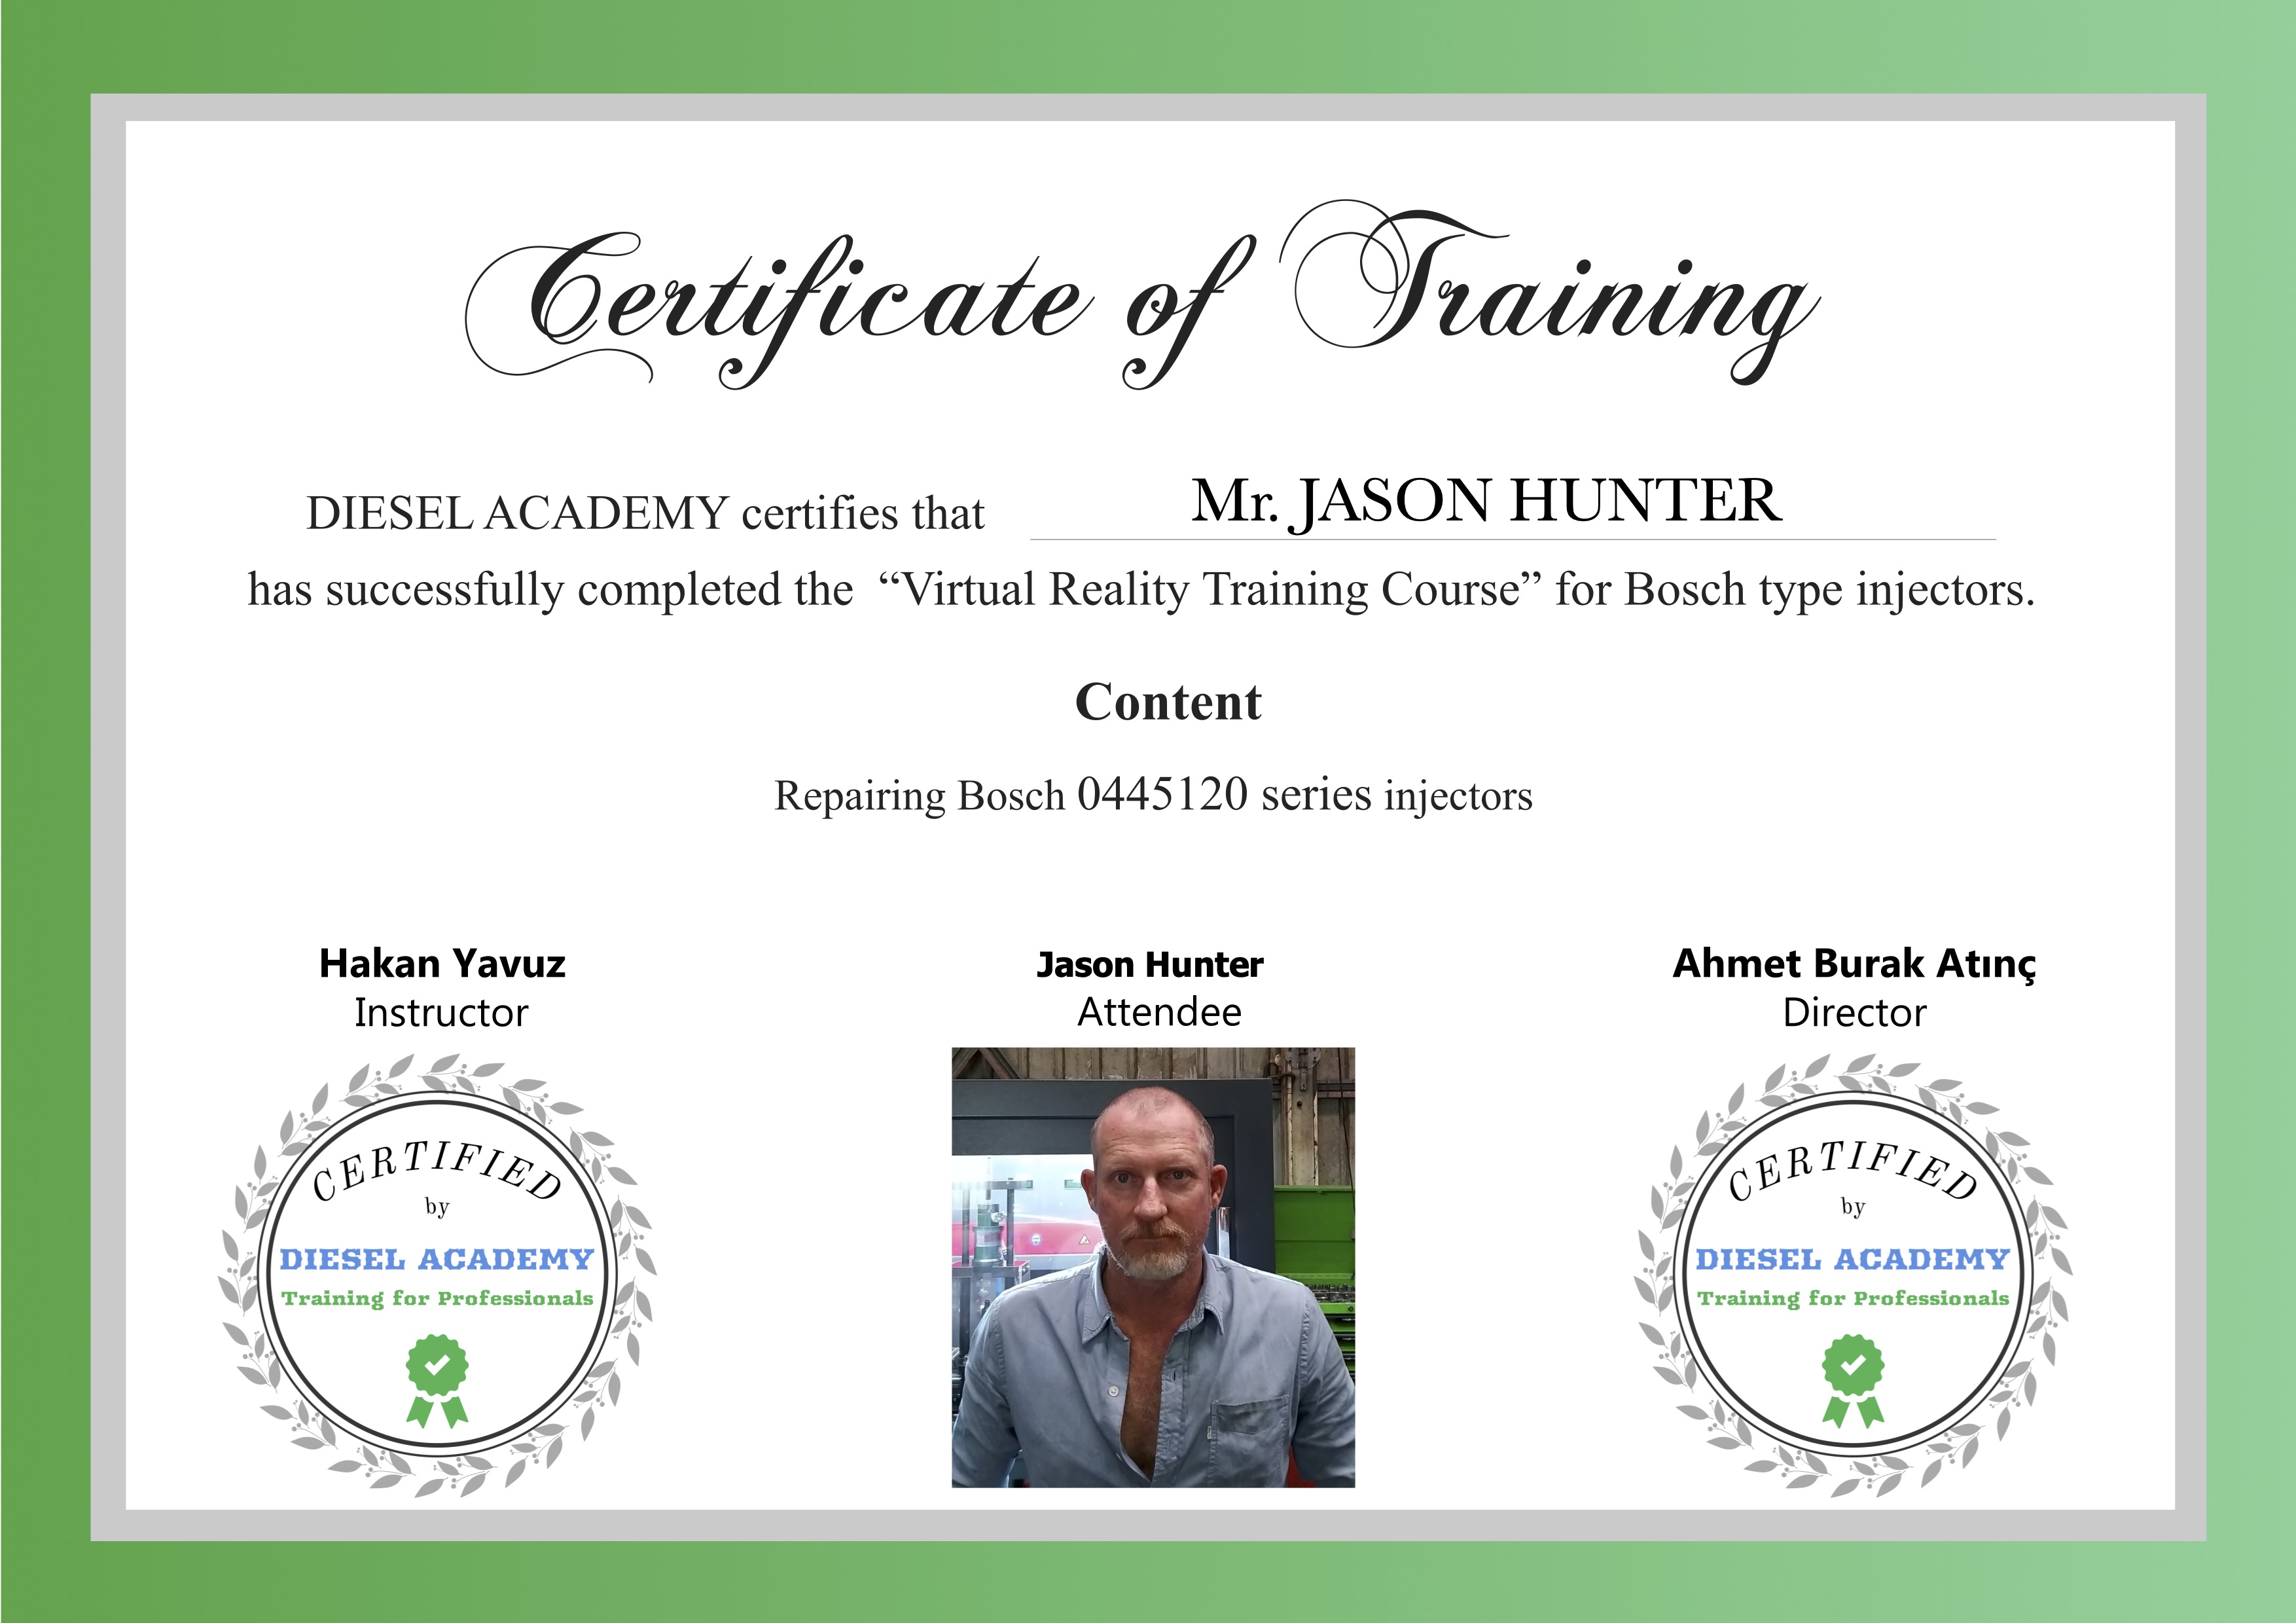 Certificate of Training
DIESEL ACADEMY certifies that Mr. JASON HUNTER
has successfully completed the “Virtual Reality Training Course” for Bosch type injectors.
Content
Repairing Bosch 0445120 series injectors
Hakan Yavuz
Instructor
CERTIFIED
by
DIESEL ACADEMY
Training for Professionals
Jason Hunter
Attendee
Ahmet Burak Atınç
Director
CERTIFIED
by
DIESEL ACADEMY
Training for Professionals